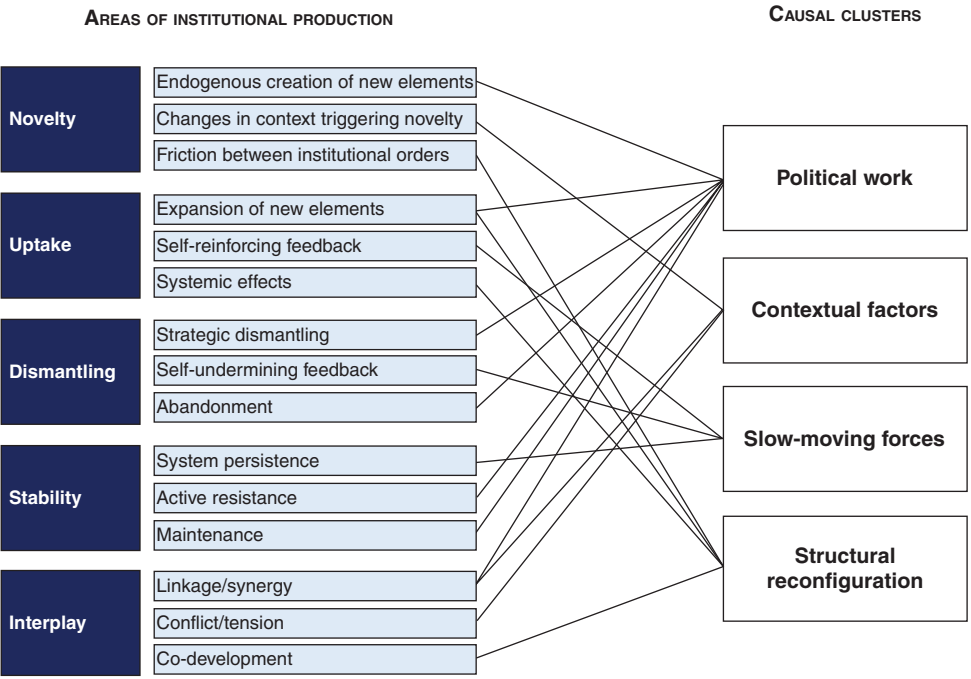 AREAS OF INSTITUTIONAL PRODUCTION
CAUSAL CLUSTERS
Novelty
Endogenous creation of new elements
Changes in context triggering novelty
Friction between institutional orders
Uptake
Expansion of new elements
Self-reinforcing feedback
Systemic effects
Dismantling
Strategic dismantling
Self-undermining feedback
Abandonment
Stability
System persistence
Active resistance
Maintenance
Interplay
Linkage/synergy
Conflict/tension
Co-development
Political work
Contextual factors
Slow-moving forces
Structural
reconfiguration